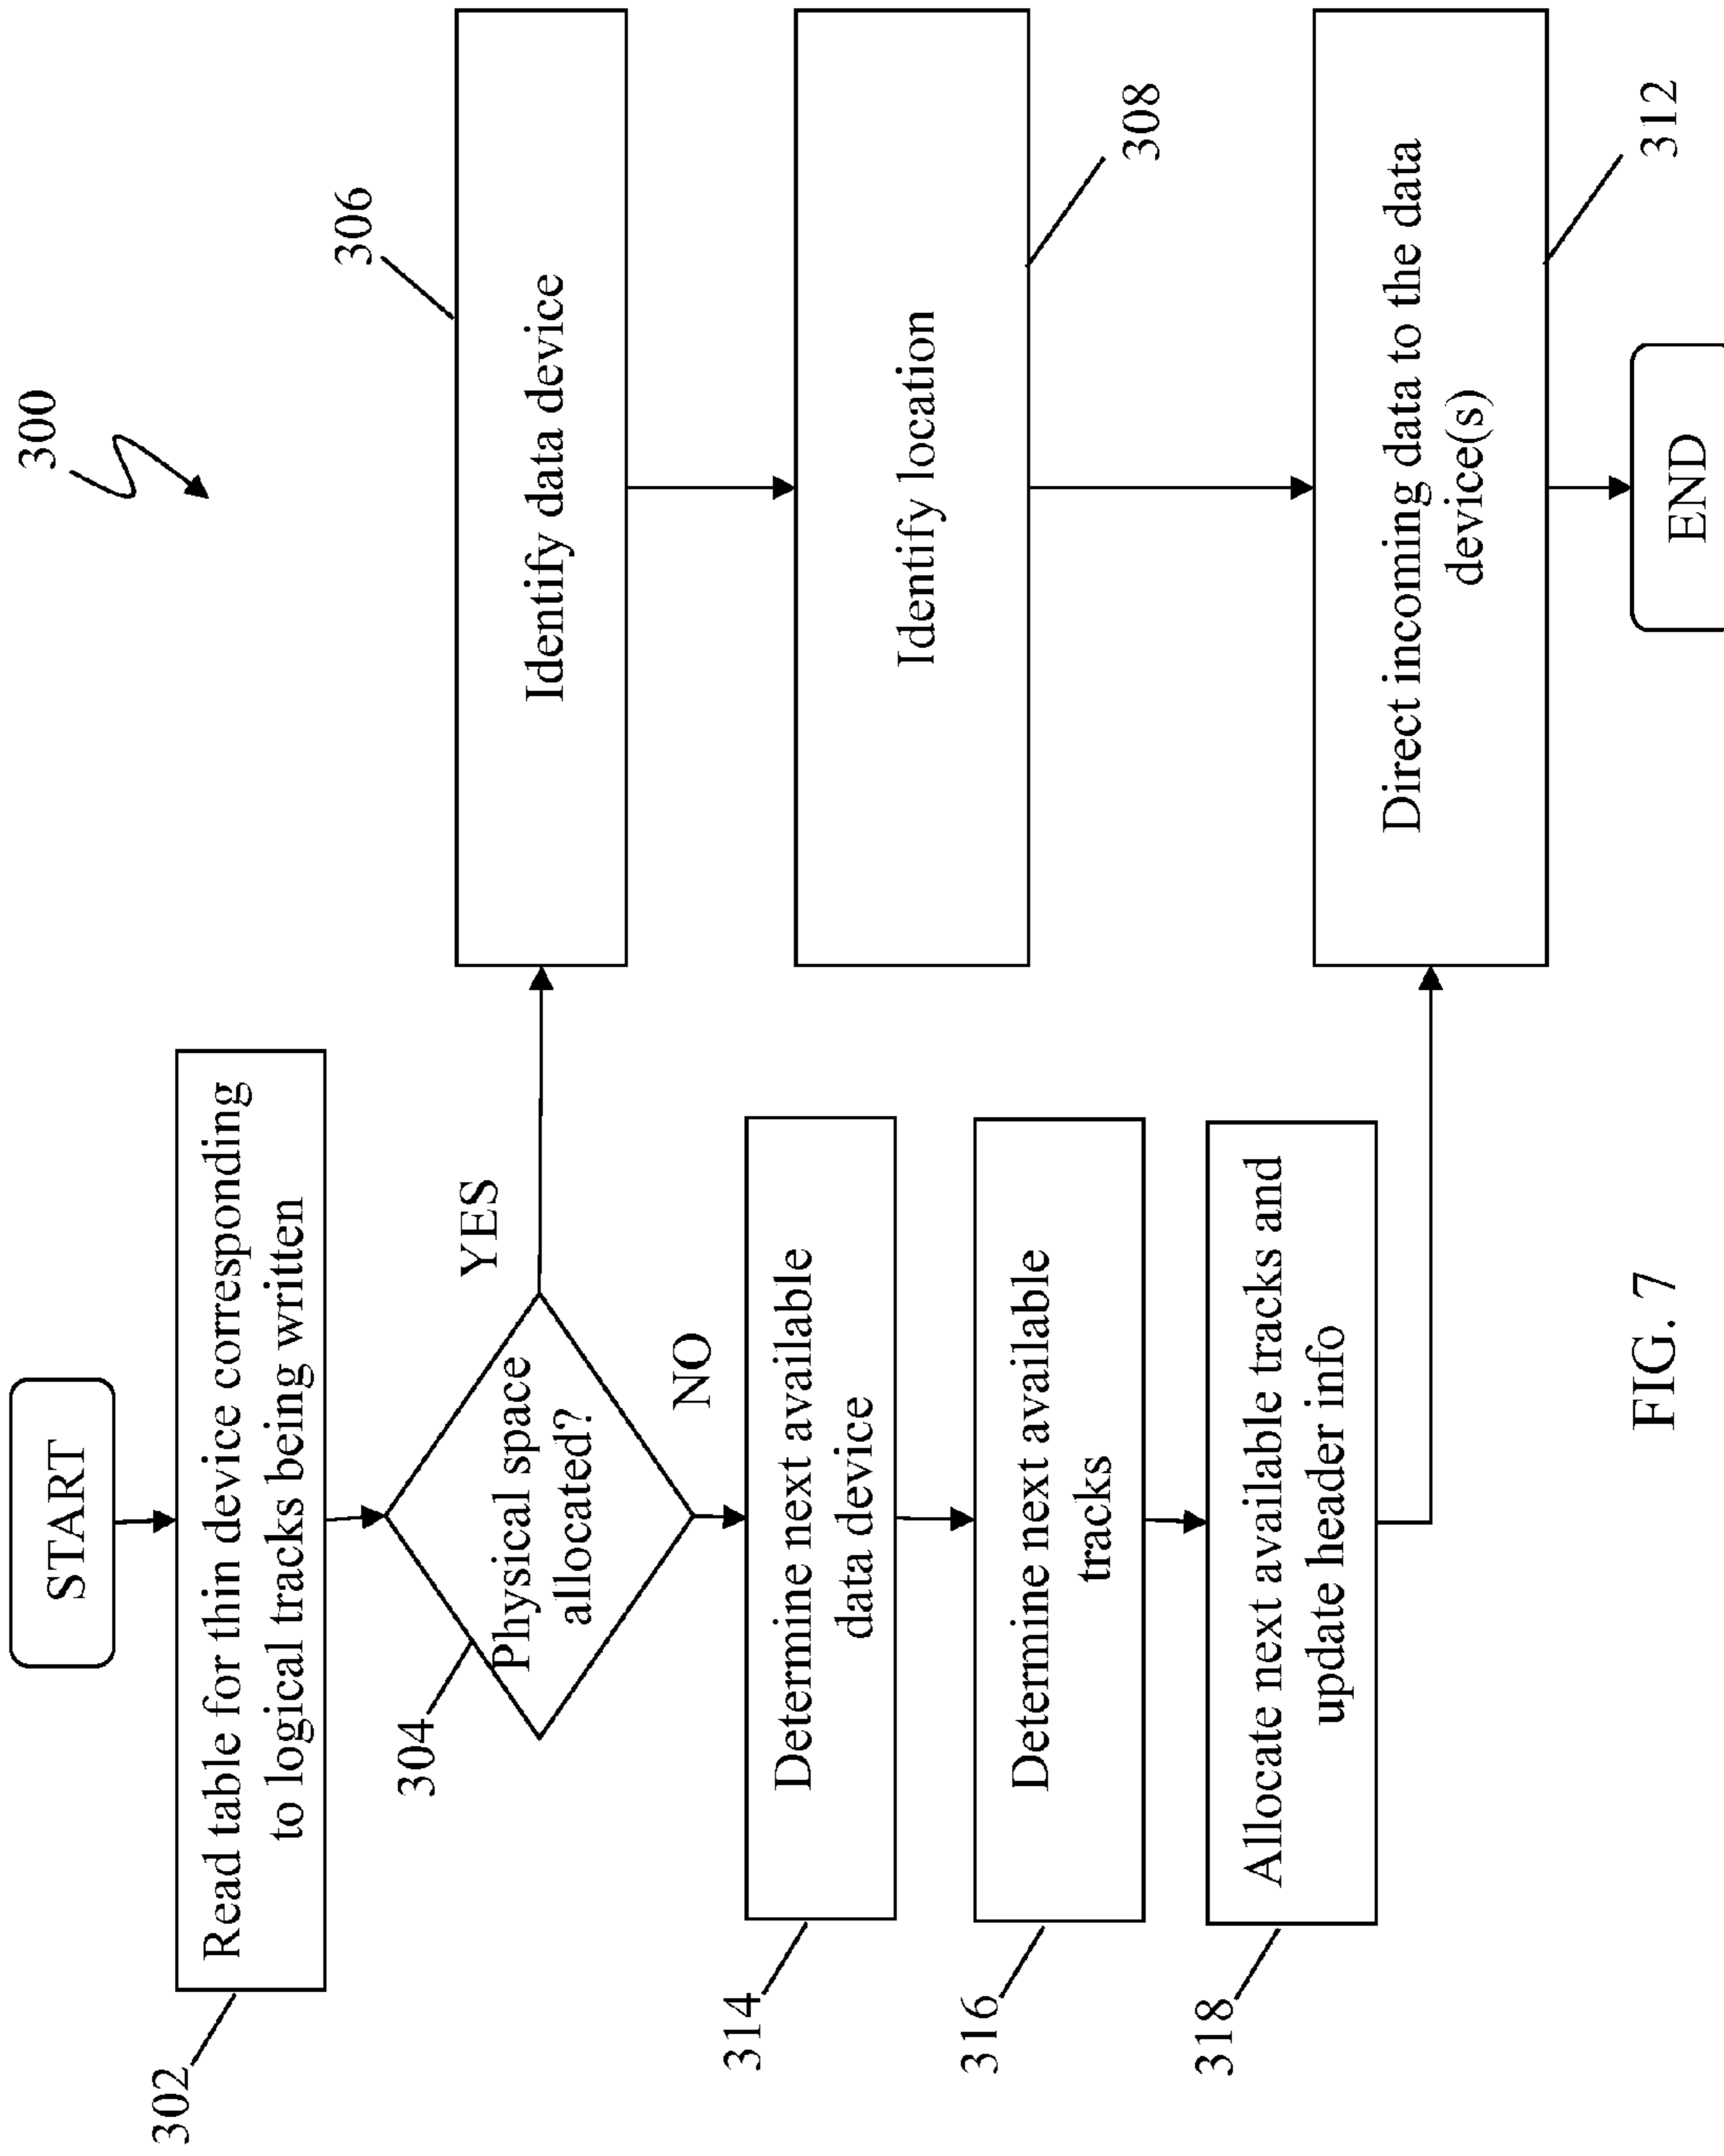 300
START
302
Read table for thin device corresponding
to logical tracks being written
304
Physical space
allocated?
YES
NO
306
Identify data device
308
Identify location
314
Determine next available
data device
316
Determine next available
tracks
318
Allocate next available tracks and
update header info
Direct incoming data to the data
device(s)
312
END
FIG. 7